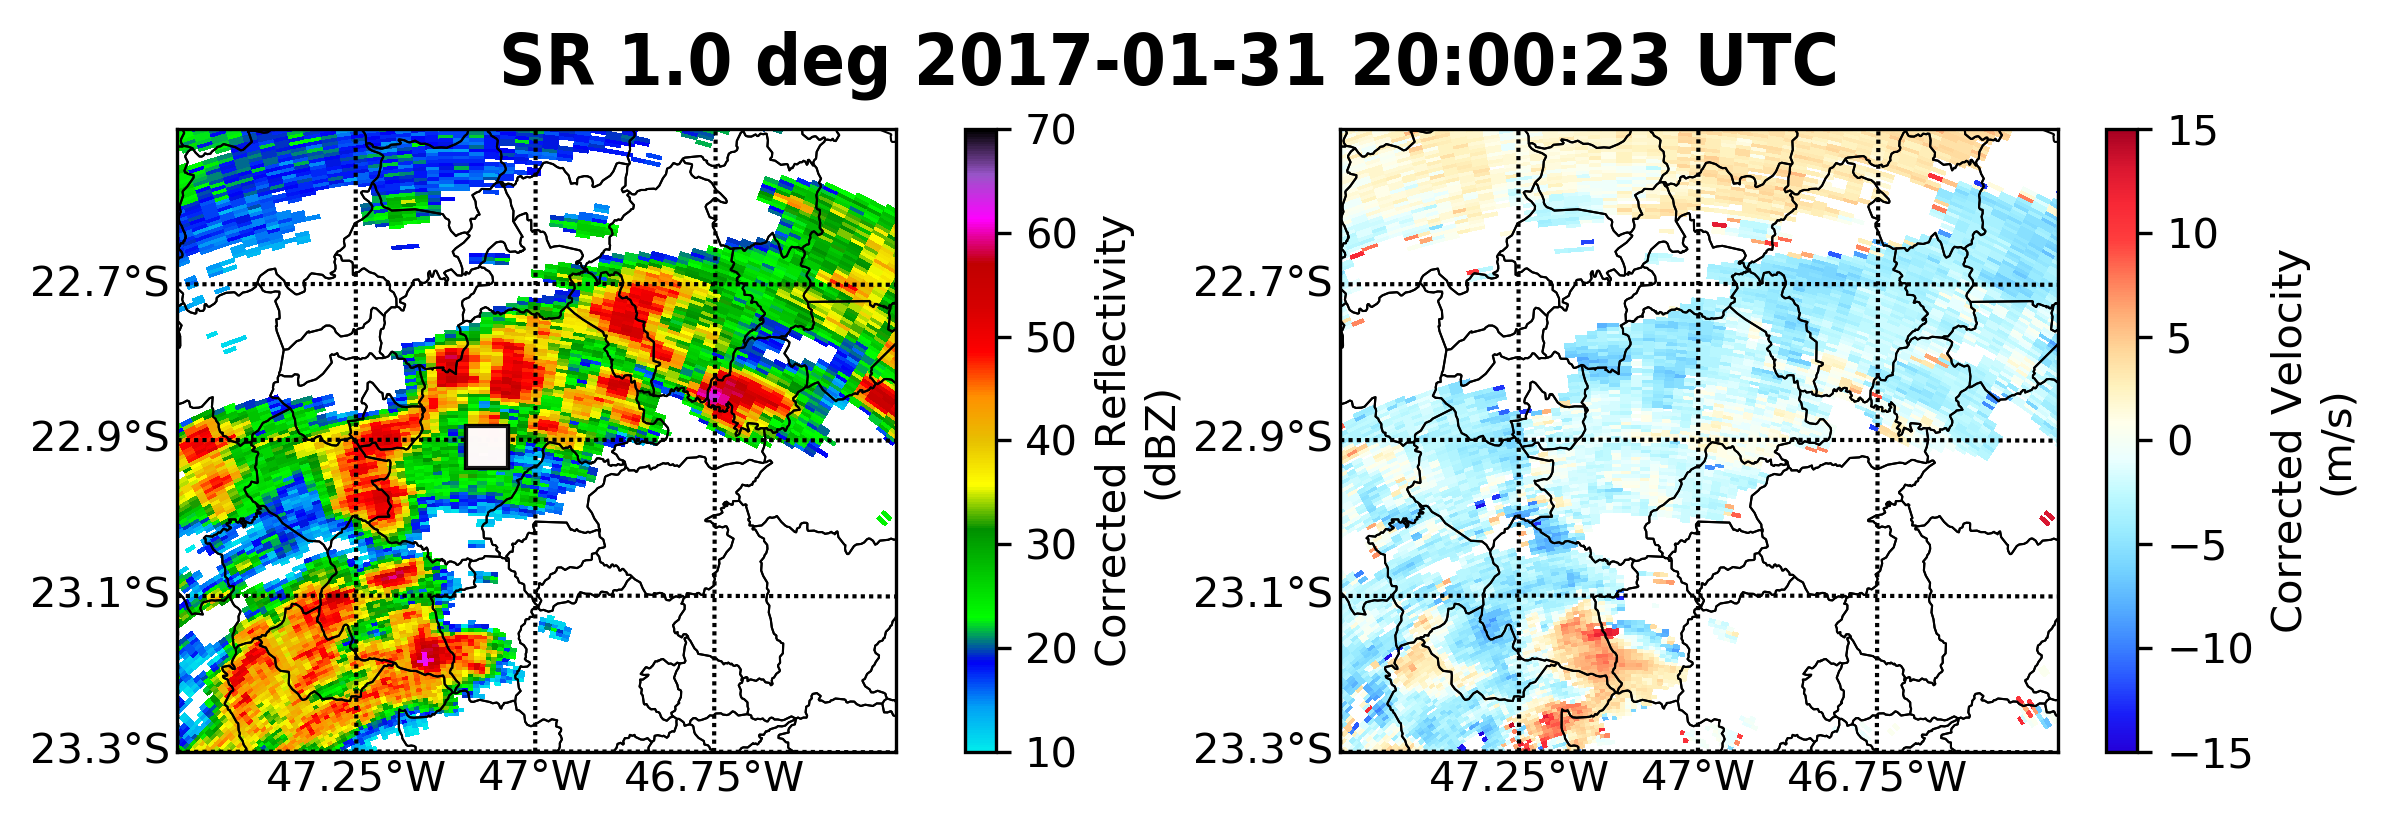 SR 1.0 deg 2017-01-31 20:00:23 UTC
22.7°S
22.9°S
23.1°S
23.3°S
47.25°W 47°W 46.75°W
70
60
50
40
30
20
10
Corrected Reflectivity
(dBZ)
22.7°S
22.9°S
23.1°S
23.3°S
47.25°W 47°W 46.75°W
15
10
5
0
−5
−10
−15
Corrected Velocity
(m/s)